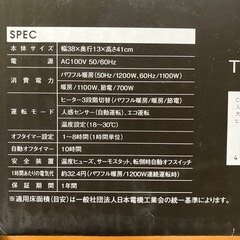 SPEC
本体サイズ 幅38×奥行13×高さ41cm
電源 AC100V 50/60Hz
消費電力 パワフル暖房(50Hz/1200W、60Hz/1100W)
暖房/1100W、節電/700W
運転モード ヒーター3段階切替(パワフル/暖房/節電)
人感センサー(自動運転)、エコ運転
温度設定(18〜30℃)
オフタイマー設定 1〜8時間(1時間単位)
自動オフタイマー 10時間
安全装置 温度ヒューズ、サーモスタット、転倒時自動オフスイッチ
1時間あたりの電気代 約32.4円(パワフル暖房/1200W連続運転時)
保証期間 1年間
※適用床面積(目安)は一般社団法人日本電機工業会の統一基準によります。
T
4